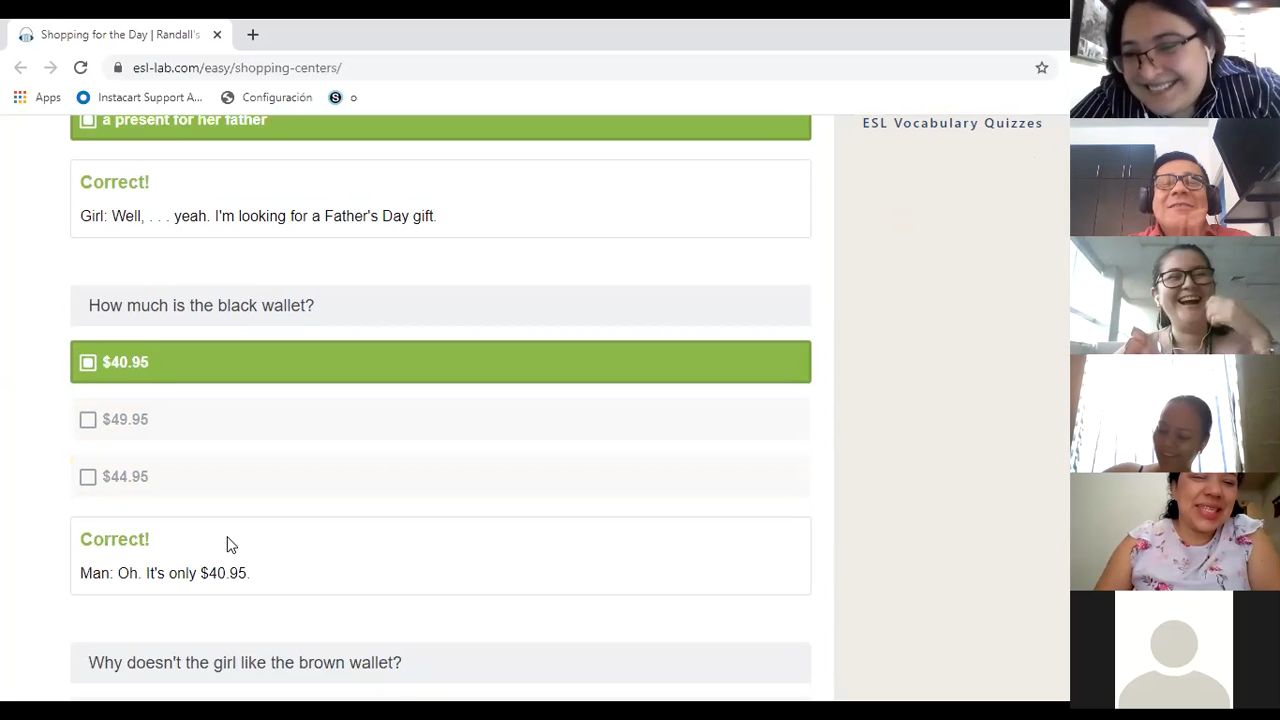 Shopping for the Day | Randall's
esl-lab.com/easy/shopping-centers/
Apps
Instacart Support A...
Configuración
S
o
a present for her father
ESL Vocabulary Quizzes
Correct!
Girl: Well, . . . yeah. I'm looking for a Father's Day gift.
How much is the black wallet?
$40.95
$49.95
$44.95
Correct!
Man: Oh. It's only $40.95.
Why doesn't the girl like the brown wallet?